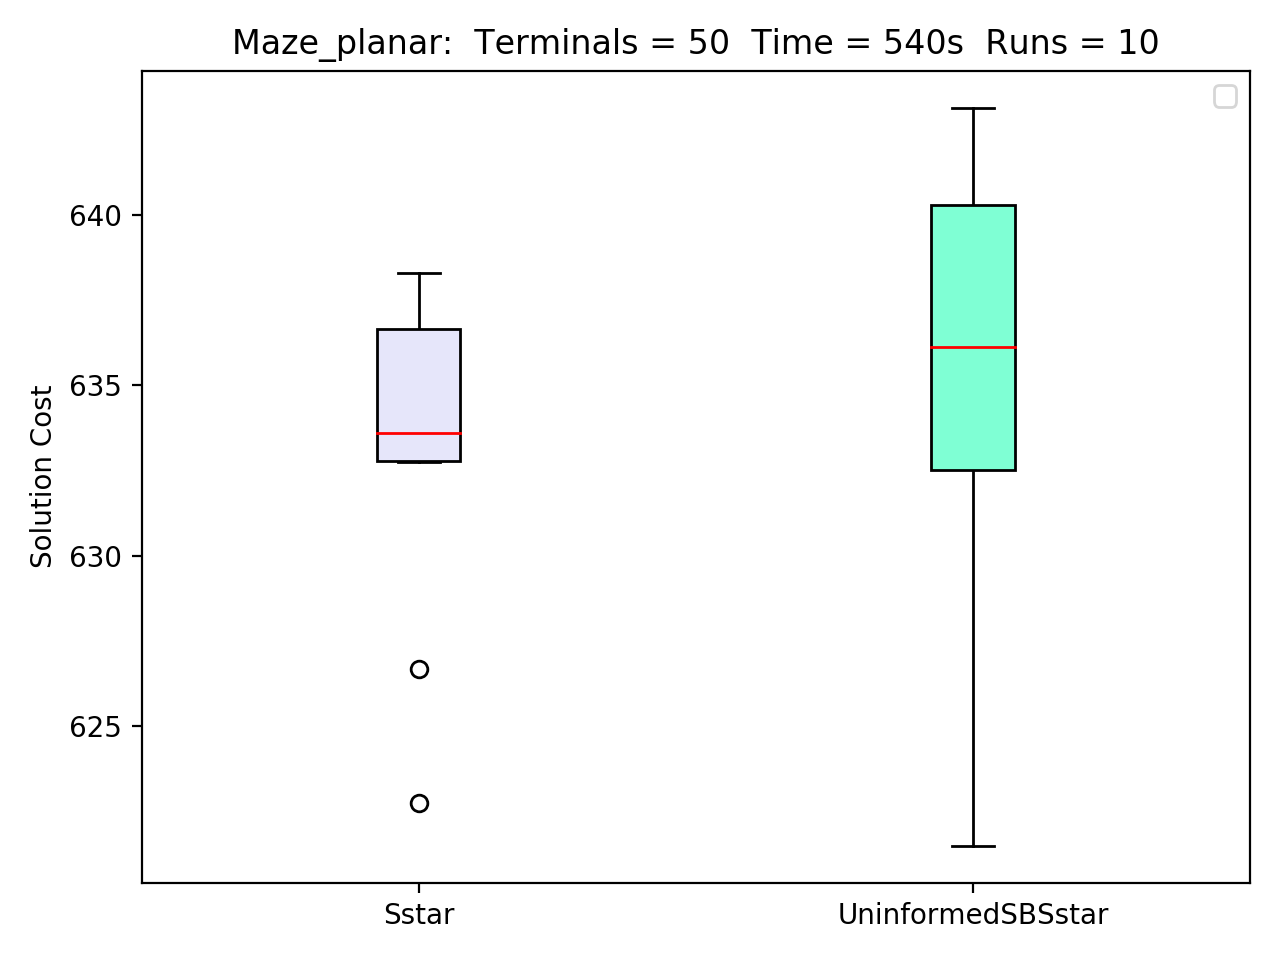 Maze_planar:  Terminals = 50  Time = 540s  Runs = 10
640
635
630
625
Solution Cost
Sstar
UninformedSBSstar